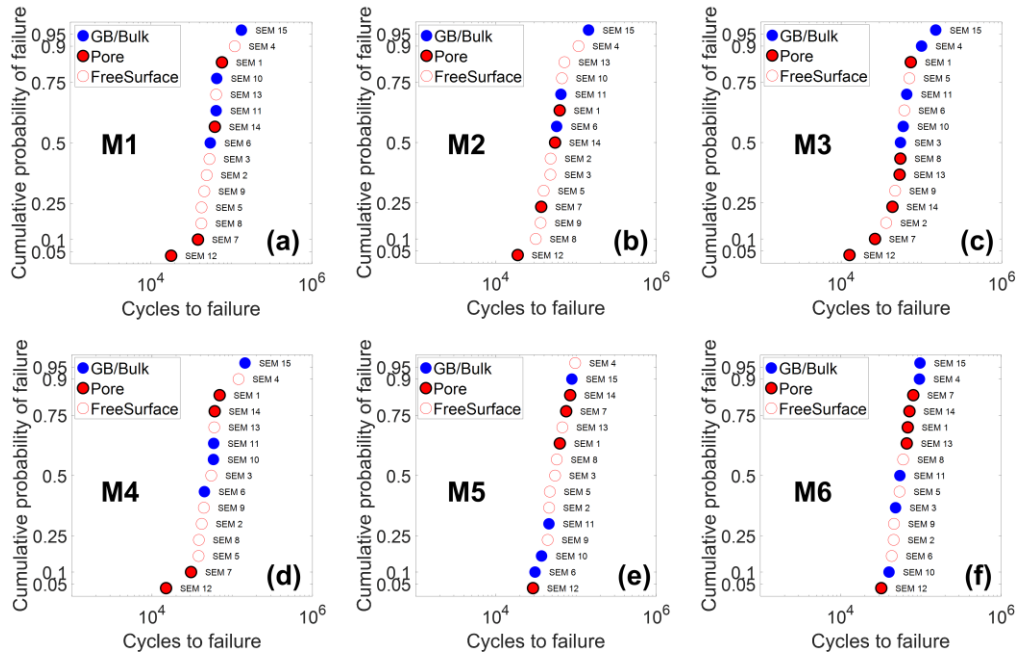 Cumulative probability of failure
0.95
0.9
0.75
0.5
0.25
0.1
0.05
GB/Bulk
Pore
FreeSurface
M1
SEM 15
SEM 4
SEM 1
SEM 10
SEM 13
SEM 11
SEM 14
SEM 6
SEM 3
SEM 2
SEM 9
SEM 5
SEM 8
SEM 7
SEM 12
(a)
10^4
10^6
Cycles to failure
Cumulative probability of failure
0.95
0.9
0.75
0.5
0.25
0.1
0.05
GB/Bulk
Pore
FreeSurface
M2
SEM 15
SEM 4
SEM 13
SEM 10
SEM 11
SEM 1
SEM 6
SEM 14
SEM 2
SEM 3
SEM 5
SEM 7
SEM 9
SEM 8
SEM 12
(b)
10^4
10^6
Cycles to failure
Cumulative probability of failure
0.95
0.9
0.75
0.5
0.25
0.1
0.05
GB/Bulk
Pore
FreeSurface
M3
SEM 15
SEM 4
SEM 1
SEM 5
SEM 11
SEM 6
SEM 10
SEM 3
SEM 8
SEM 13
SEM 9
SEM 14
SEM 2
SEM 7
SEM 12
(c)
10^4
10^6
Cycles to failure
Cumulative probability of failure
0.95
0.9
0.75
0.5
0.25
0.1
0.05
GB/Bulk
Pore
FreeSurface
M4
SEM 15
SEM 4
SEM 1
SEM 14
SEM 13
SEM 11
SEM 10
SEM 3
SEM 6
SEM 9
SEM 2
SEM 8
SEM 5
SEM 7
SEM 12
(d)
10^4
10^6
Cycles to failure
Cumulative probability of failure
0.95
0.9
0.75
0.5
0.25
0.1
0.05
GB/Bulk
Pore
FreeSurface
M5
SEM 4
SEM 15
SEM 14
SEM 7
SEM 13
SEM 1
SEM 8
SEM 3
SEM 5
SEM 2
SEM 11
SEM 9
SEM 10
SEM 6
SEM 12
(e)
10^4
10^6
Cycles to failure
Cumulative probability of failure
0.95
0.9
0.75
0.5
0.25
0.1
0.05
GB/Bulk
Pore
FreeSurface
M6
SEM 15
SEM 4
SEM 7
SEM 14
SEM 1
SEM 13
SEM 8
SEM 11
SEM 5
SEM 3
SEM 9
SEM 2
SEM 6
SEM 10
SEM 12
(f)
10^4
10^6
Cycles to failure